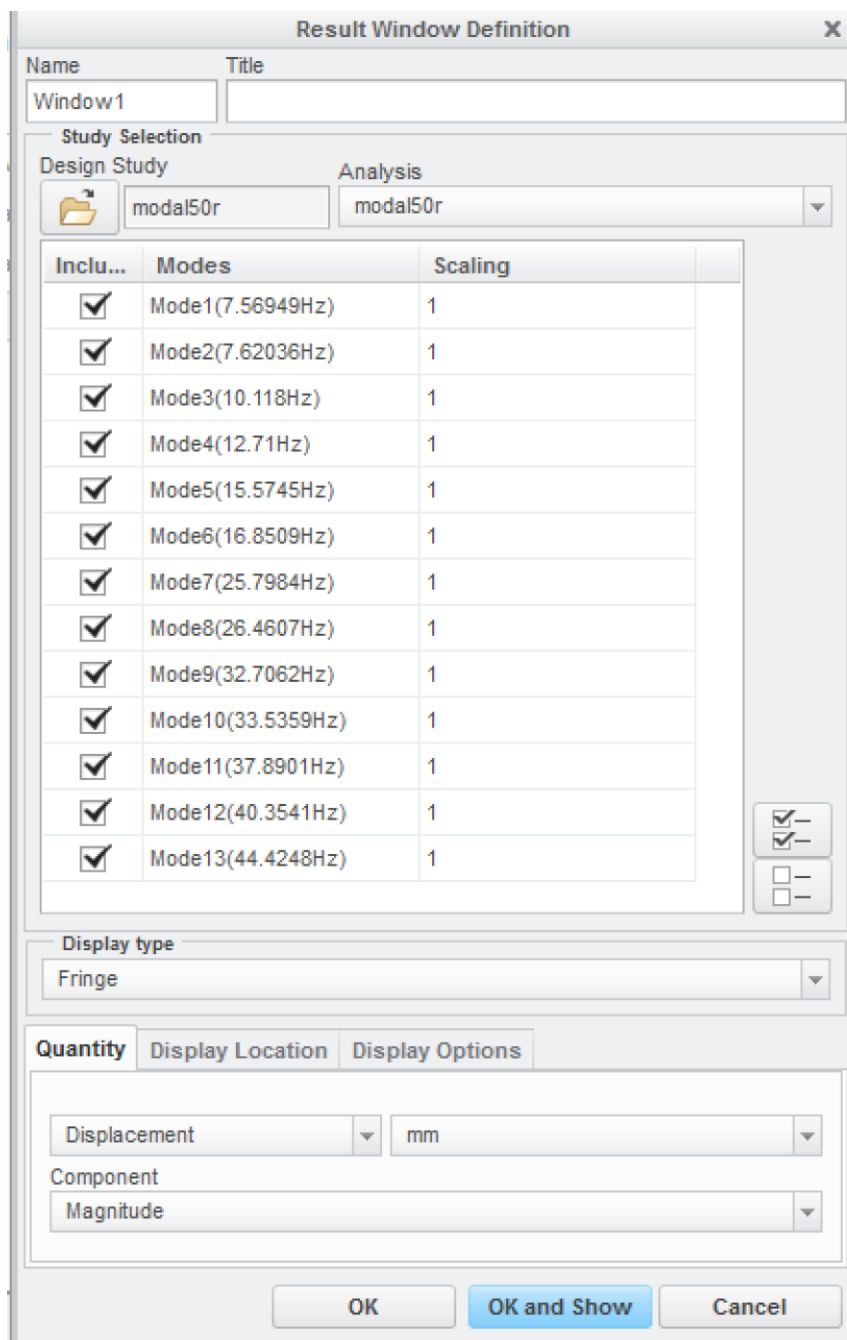 Result Window Definition
Name Title
Window1
Study Selection
Design Study Analysis
modal50r modal50r
Inclu... Modes Scaling
Mode1(7.56949Hz) 1
Mode2(7.62036Hz) 1
Mode3(10.118Hz) 1
Mode4(12.71Hz) 1
Mode5(15.5745Hz) 1
Mode6(16.8509Hz) 1
Mode7(25.7984Hz) 1
Mode8(26.4607Hz) 1
Mode9(32.7062Hz) 1
Mode10(33.5359Hz) 1
Mode11(37.8901Hz) 1
Mode12(40.3541Hz) 1
Mode13(44.4248Hz) 1
Display type
Fringe
Quantity Display Location Display Options
Displacement mm
Component
Magnitude
OK OK and Show Cancel